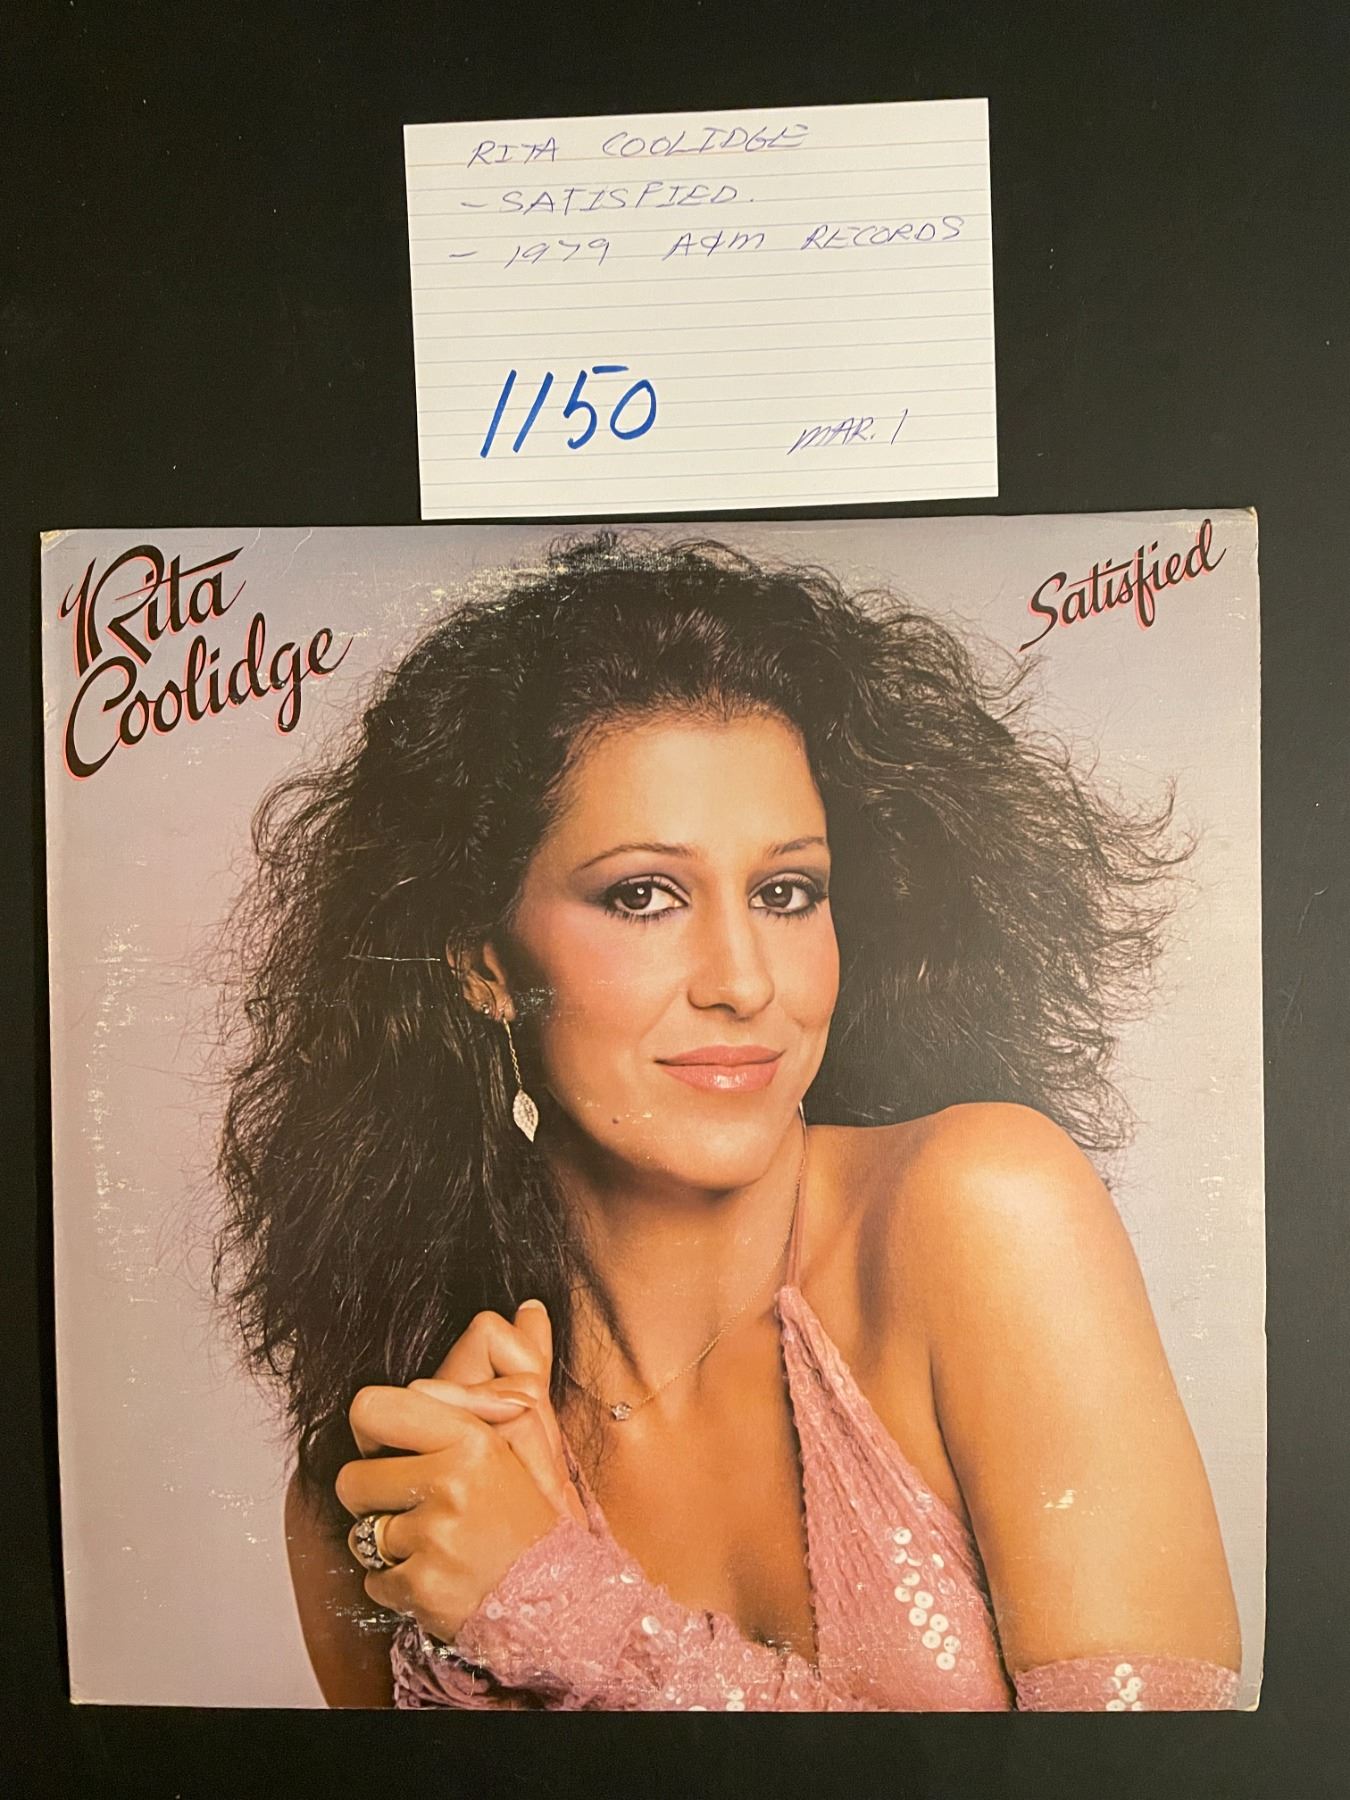 RITA COOLIDGE
- SATISFIED.
- 1979 A&M RECORDS
1150 MAR. 1
Rita Coolidge
Satisfied